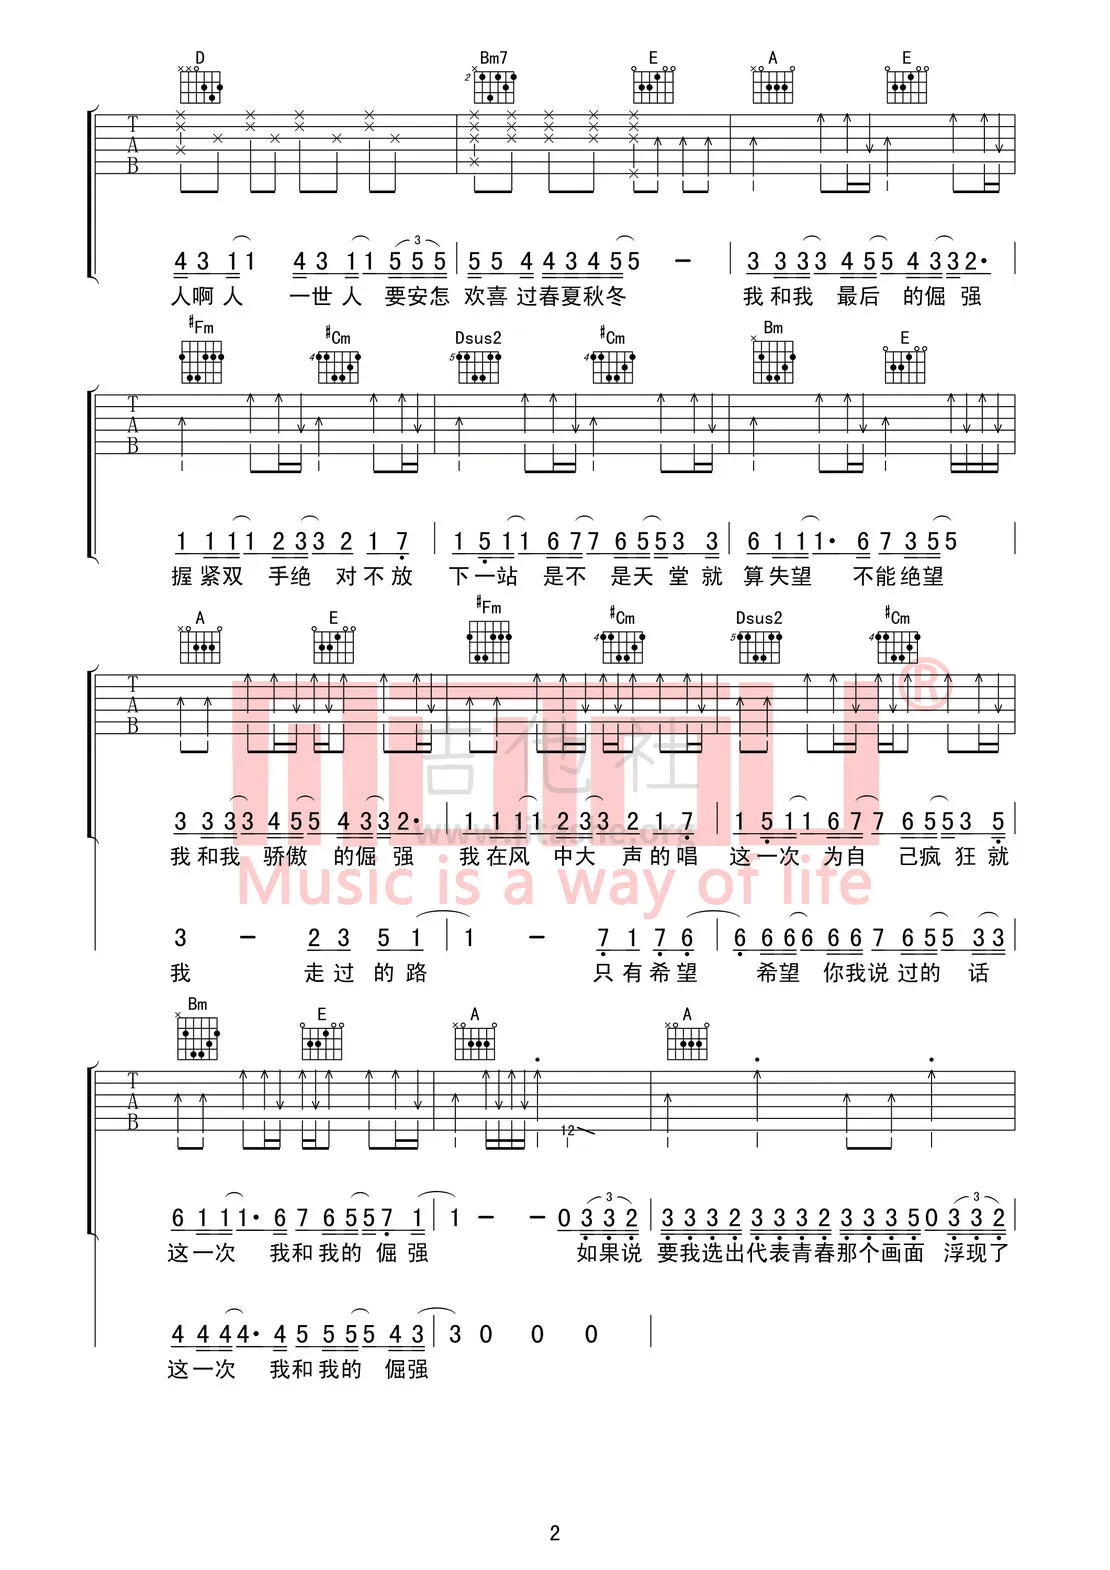 D Bm7 E A E
2
T
A
B
3
4 3 1 1 4 3 1 1 5 5 5 5 5 4 4 3 4 5 5 － 3 3 3 3 4 5 5 4 3 3 2·
人啊人 一世人 要安怎 欢喜 过春夏秋冬 我和我 最后 的倔强
#Fm #Cm Dsus2 #Cm Bm E
4 5 4
T
A
B
1 1 1 1 2 3 3 2 1 7 1 5 1 1 6 7 7 6 5 5 3 3 6 1 1 1· 6 7 3 5 5
握紧双 手绝 对不放 下一站 是不 是天堂就 算失望 不能绝望
A E #Fm #Cm Dsus2 #Cm
4 5 4
T
A
B
MUTOU®
吉他社
3 3 3 3 4 5 5 4 3 3 2· 1 1 1 1 2 3 3 2 1 7 1 5 1 1 6 7 7 6 5 5 3 5
www.jitashe.org
我和我 骄傲 的倔强 我在风 中大 声的唱 这一次 为自 己疯狂就
Music is a way of life
3 － 2 3 5 1 1 － 7 1 7 6 6 6 6 6 6 6 7 6 5 5 3 3
我 走过的路 只有希望 希望 你我说过的 话
Bm E A A
T
A
B
12
3 3
6 1 1 1· 6 7 6 5 5 7 1 1 － － 0 3 3 2 3 3 3 2 3 3 3 2 3 3 3 5 0 3 3 2
这一次 我和我的 倔强 如果说 要我选出代表青春那个画面 浮现了
4 4 4 4· 4 5 5 5 5 4 3 3 0 0 0
这一次 我和我的 倔强
2